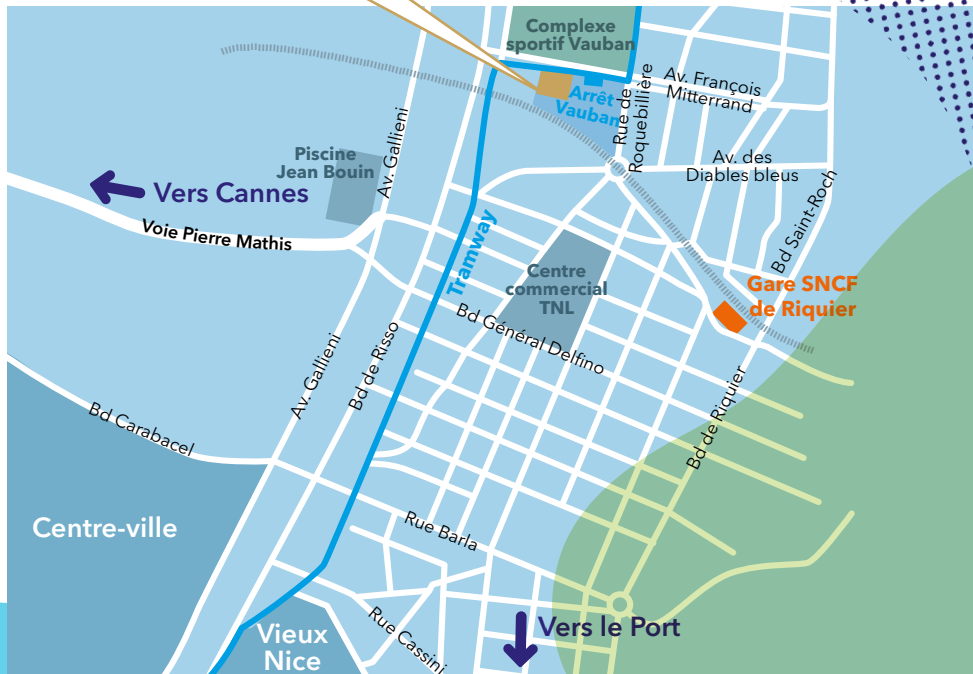 Complexe
sportif Vauban
Av. François
Mitterrand
Arrêt
Vauban
Rue de
Roquebillière
Piscine
Jean Bouin
Av. Gallieni
Av. des
Diables bleus
Vers Cannes
Voie Pierre Mathis
Bd Saint-Roch
Tramway
Centre
commercial
TNL
Gare SNCF
de Riquier
Bd Général Delfino
Av. Gallieni
Bd de Risso
Bd de Riquier
Bd Carabacel
Centre-ville
Rue Barla
Rue Cassini
Vieux
Nice
Vers le Port